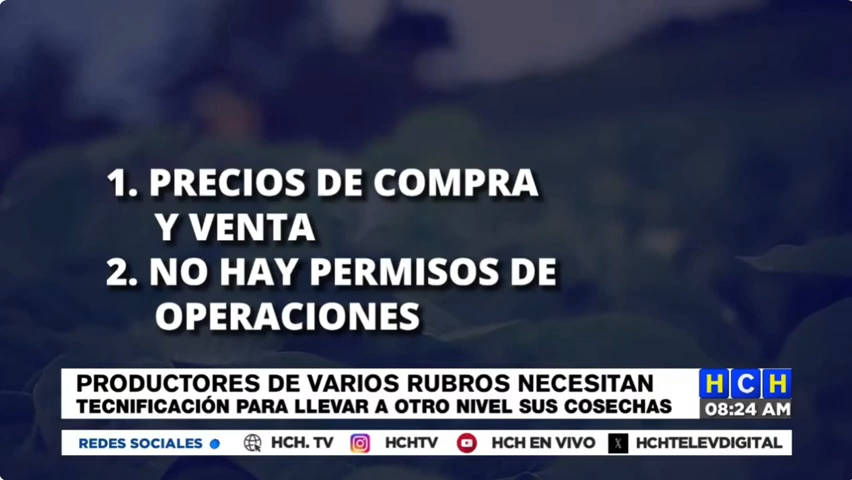 1. PRECIOS DE COMPRA
Y VENTA
2. NO HAY PERMISOS DE
OPERACIONES
PRODUCTORES DE VARIOS RUBROS NECESITAN
TECNIFICACIÓN PARA LLEVAR A OTRO NIVEL SUS COSECHAS
HCH
08:24 AM
REDES SOCIALES HCH. TV HCHTV HCH EN VIVO X HCHTELEVDIGITAL